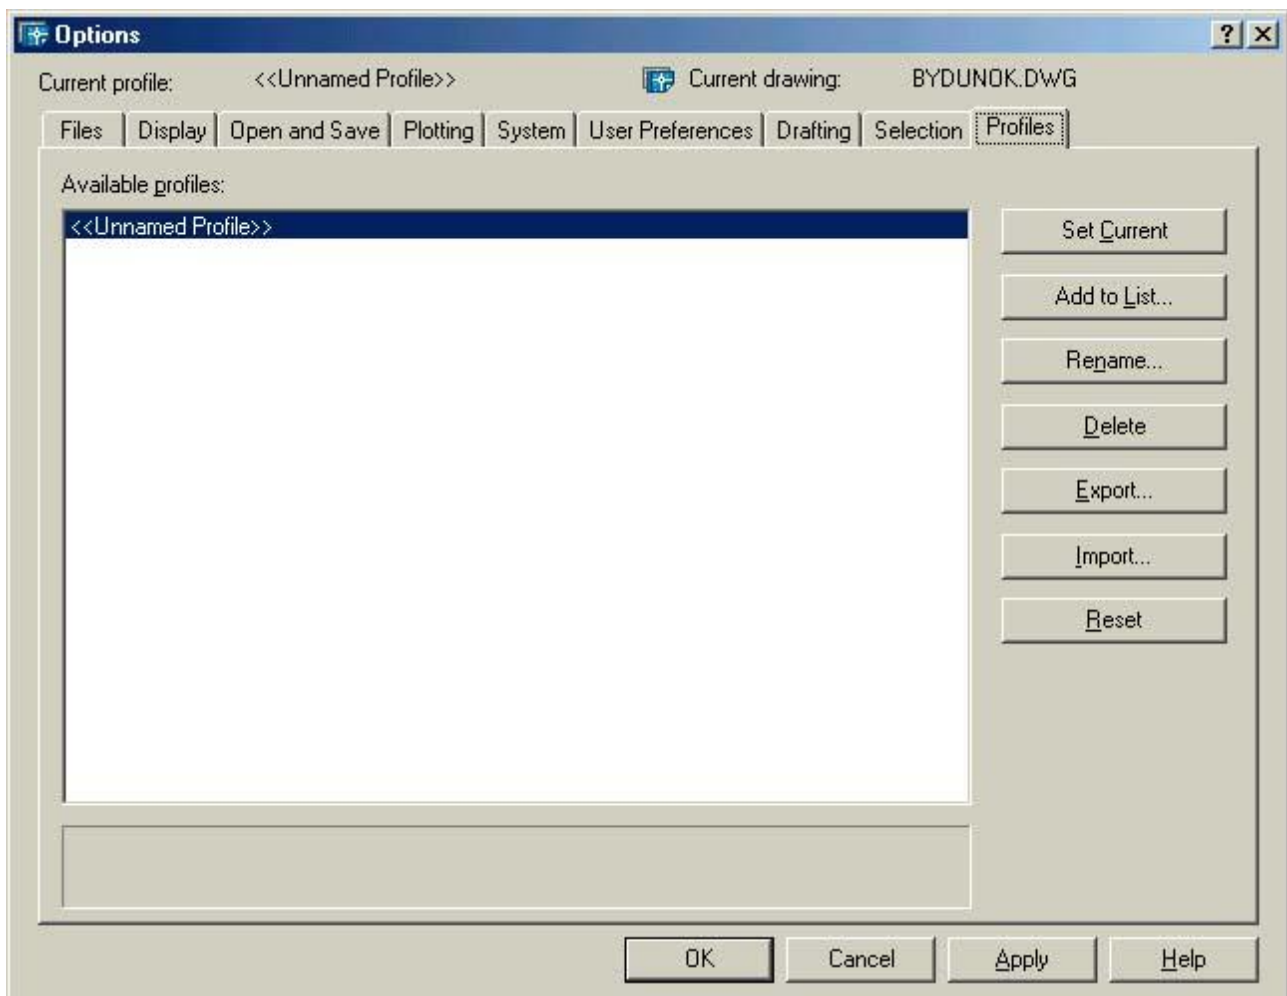 Options
Current profile: <<Unnamed Profile>> Current drawing: BYDUNOK.DWG
Files Display Open and Save Plotting System User Preferences Drafting Selection Profiles
Available profiles:
<<Unnamed Profile>>
Set Current
Add to List...
Rename...
Delete
Export...
Import...
Reset
OK Cancel Apply Help